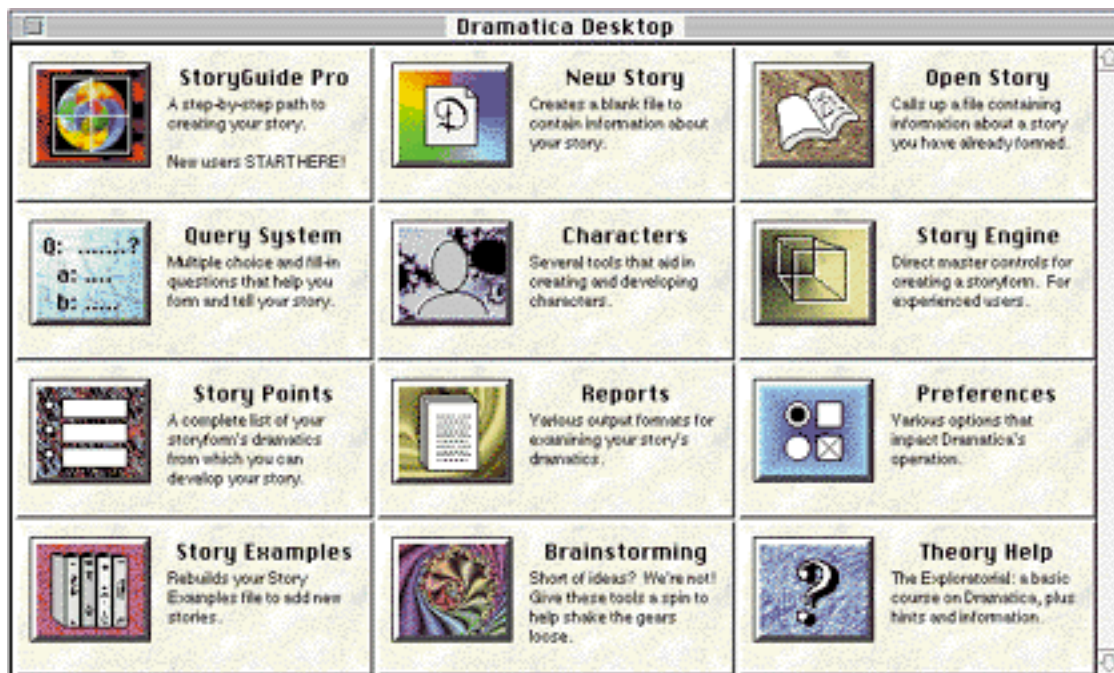 Dramatica Desktop
StoryGuide Pro
A step-by-step path to
creating your story.
New users START HERE!
New Story
Creates a blank file to
contain information about
your story.
Open Story
Calls up a file containing
information about a story
you have already formed.
Query System
Q: .......?
a: ....
b: .....
Multiple choice and fill-in
questions that help you
form and tell your story.
Characters
Several tools that aid in
creating and developing
characters.
Story Engine
Direct master controls for
creating a storyform. For
experienced users.
Story Points
A complete list of your
storyform's dramatics
from which you can
develop your story.
Reports
Various output formats for
examining your story's
dramatics.
Preferences
Various options that
impact Dramatica's
operation.
Story Examples
Rebuilds your Story
Examples file to add new
stories.
Brainstorming
Short of ideas? We're not!
Give these tools a spin to
help shake the gears
loose.
Theory Help
?
The Exploratorial: a basic
course on Dramatica, plus
hints and information.